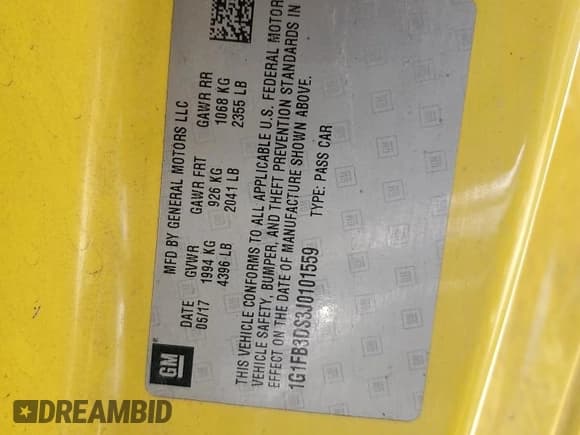 GM
MFD BY GENERAL MOTORS LLC
DATE GVWR GAWR FRT GAWR RR
05/17 1994 KG 926 KG 1068 KG
4396 LB 2041 LB 2355 LB
THIS VEHICLE CONFORMS TO ALL APPLICABLE U.S. FEDERAL MOTOR
VEHICLE SAFETY, BUMPER, AND THEFT PREVENTION STANDARDS IN
EFFECT ON THE DATE OF MANUFACTURE SHOWN ABOVE.
1G1FB3DS3J0101559 TYPE: PASS CAR
DREAMBID